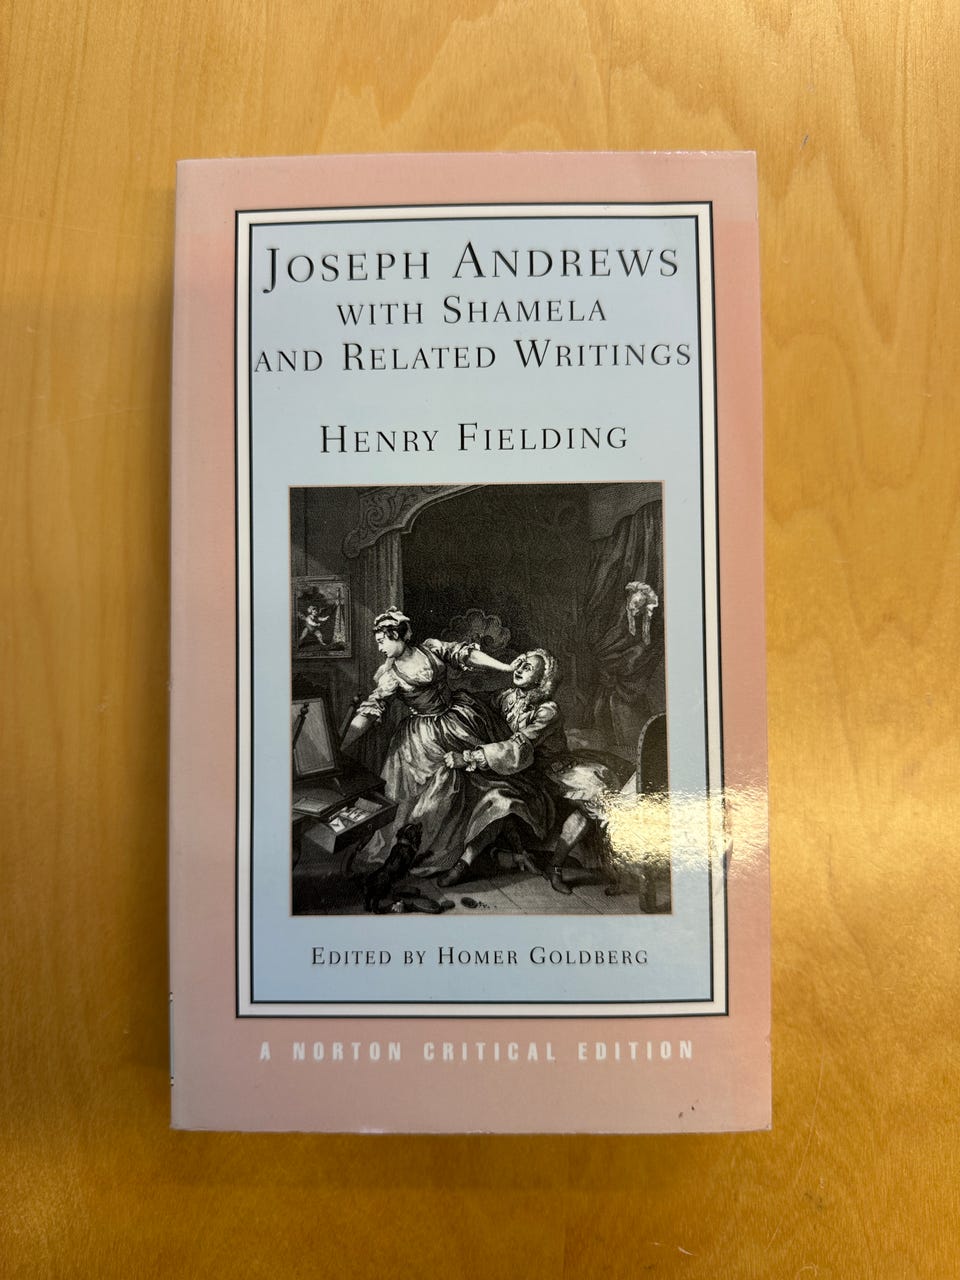 JOSEPH ANDREWS
WITH SHAMELA
AND RELATED WRITINGS
HENRY FIELDING
EDITED BY HOMER GOLDBERG
A NORTON CRITICAL EDITION